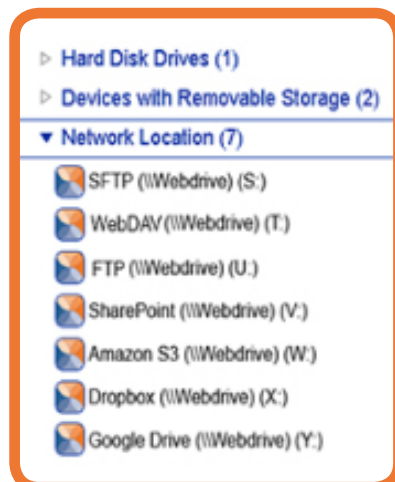 Hard Disk Drives (1)
Devices with Removable Storage (2)
Network Location (7)
SFTP (\\Webdrive) (S:)
WebDAV (\\Webdrive) (T:)
FTP (\\Webdrive) (U:)
SharePoint (\\Webdrive) (V:)
Amazon S3 (\\Webdrive) (W:)
Dropbox (\\Webdrive) (X:)
Google Drive (\\Webdrive) (Y:)